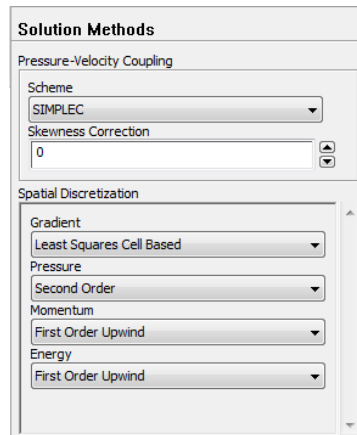 Solution Methods
Pressure-Velocity Coupling
Scheme
SIMPLEC
Skewness Correction
0
Spatial Discretization
Gradient
Least Squares Cell Based
Pressure
Second Order
Momentum
First Order Upwind
Energy
First Order Upwind